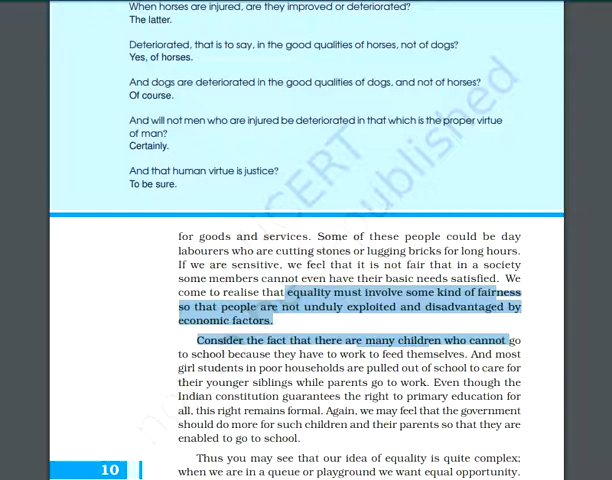 When horses are injured, are they improved or deteriorated?
The latter.
Deteriorated, that is to say, in the good qualities of horses, not of dogs?
Yes, of horses.
And dogs are deteriorated in the good qualities of dogs, and not of horses?
Of course.
And will not men who are injured be deteriorated in that which is the proper virtue
of man?
Certainly.
And that human virtue is justice?
To be sure.
for goods and services. Some of these people could be day
labourers who are cutting stones or lugging bricks for long hours.
If we are sensitive, we feel that it is not fair that in a society
some members cannot even have their basic needs satisfied. We
come to realise that equality must involve some kind of fairness
so that people are not unduly exploited and disadvantaged by
economic factors.
Consider the fact that there are many children who cannot go
to school because they have to work to feed themselves. And most
girl students in poor households are pulled out of school to care for
their younger siblings while parents go to work. Even though the
Indian constitution guarantees the right to primary education for
all, this right remains formal. Again, we may feel that the government
should do more for such children and their parents so that they are
enabled to go to school.
Thus you may see that our idea of equality is quite complex;
when we are in a queue or playground we want equal opportunity.
10